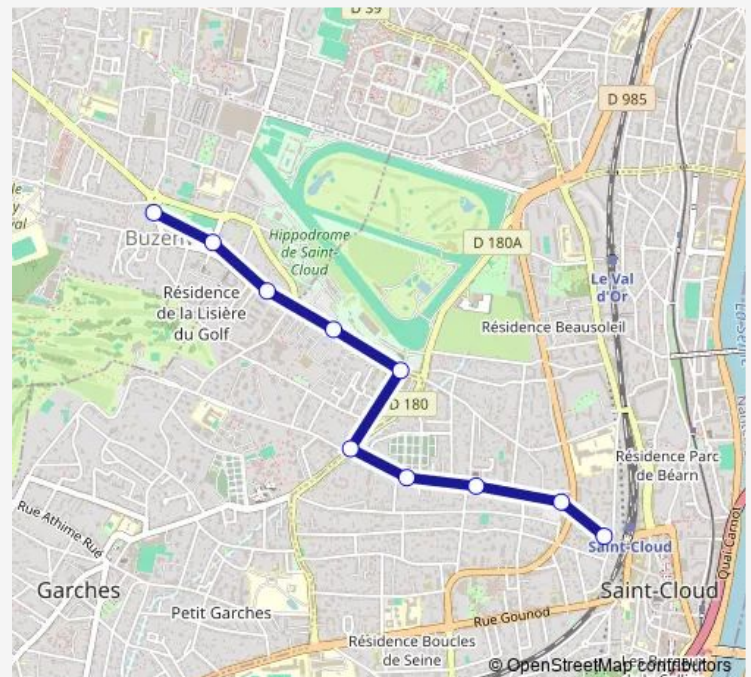 D 39
D 985
Hippodrome
de Saint-
Cloud
D 180A
Le Val
d'Or
Résidence
de la Lisière
du Golf
Résidence Beausoleil
D 180
Résidence Parc
de Béarn
Rue Athime Rué
Quai Carnot
Saint-Cloud
Garches
Saint-Cloud
Petit Garches
Rue Gounod
Résidence Boucles
de Seine
© OpenStreetMap contributors